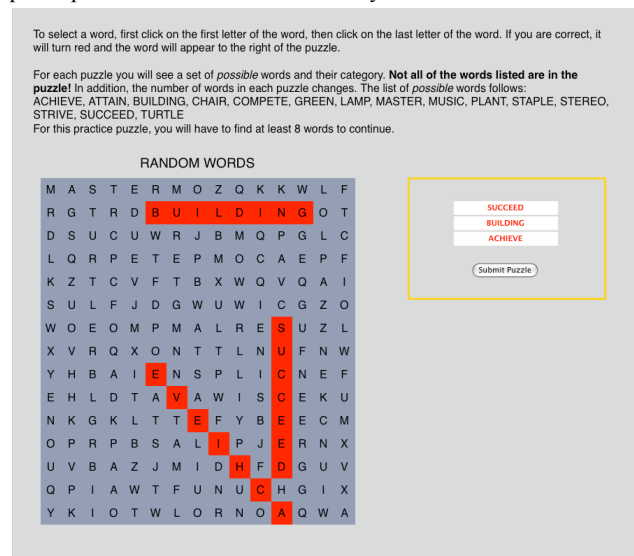 To select a word, first click on the first letter of the word, then click on the last letter of the word. If you are correct, it
will turn red and the word will appear to the right of the puzzle.
For each puzzle you will see a set of possible words and their category. Not all of the words listed are in the
puzzle! In addition, the number of words in each puzzle changes. The list of possible words follows:
ACHIEVE, ATTAIN, BUILDING, CHAIR, COMPETE, GREEN, LAMP, MASTER, MUSIC, PLANT, STAPLE, STEREO,
STRIVE, SUCCEED, TURTLE
For this practice puzzle, you will have to find at least 8 words to continue.
RANDOM WORDS
M A S T E R M O Z Q K K W L F
R G T R D B U I L D I N G O T
D S U C U W R J B M Q P G L C
L Q R P E T E P M O C A E P F
K Z T C V F T B X W Q V Q A I
S U L F J D G W U W I C G Z O
W O E O M P M A L R E S U Z L
X V R Q X O N T T L N U F N W
Y H B A I E N S P L I C N E F
E H L D T A V A W I S C E K U
N K G K L T T E F Y B E E C M
O P R P B S A L I P J E R N X
U V B A Z J M I D H F D G U V
Q P I A W T F U N U C H G I X
Y K I O T W L O R N O A Q W A
SUCCEED
BUILDING
ACHIEVE
Submit Puzzle